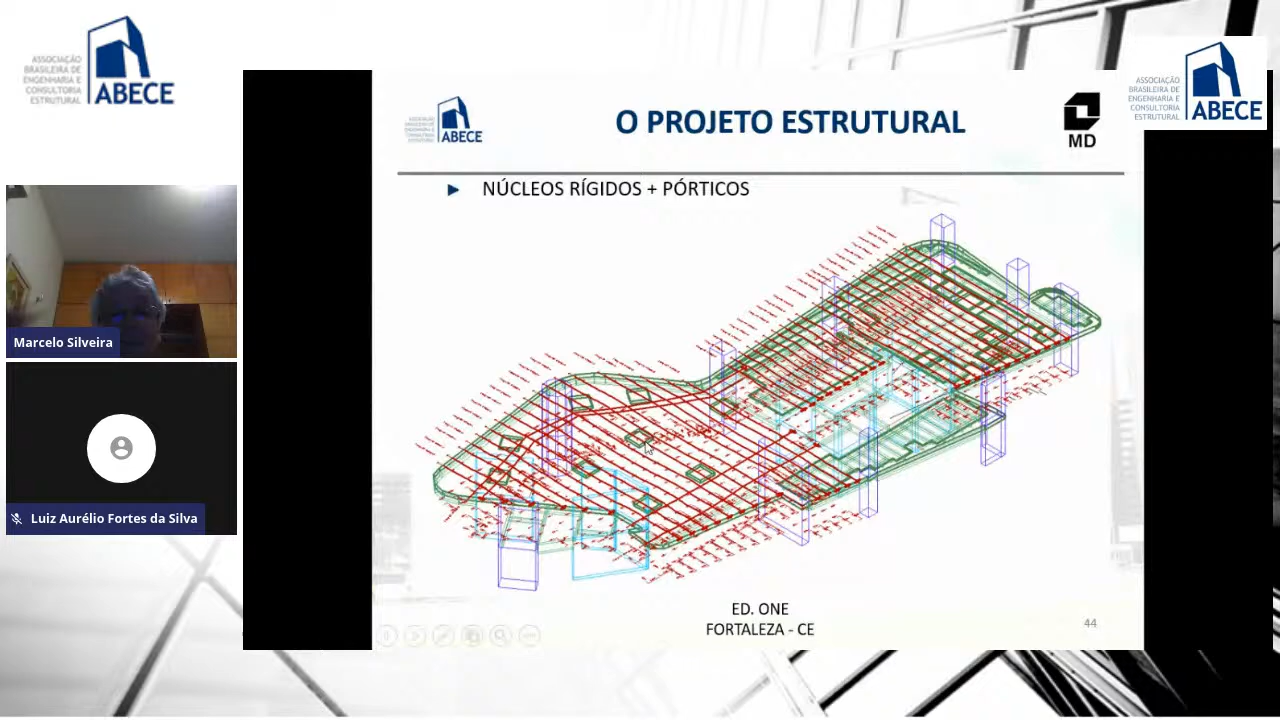 ASSOCIAÇÃO
BRASILEIRA DE
ENGENHARIA E
CONSULTORIA
ESTRUTURAL
ABECE
ASSOCIAÇÃO
BRASILEIRA DE
ENGENHARIA E
CONSULTORIA
ESTRUTURAL
ABECE
ABECE
O PROJETO ESTRUTURAL
MD
NÚCLEOS RÍGIDOS + PÓRTICOS
Marcelo Silveira
Luiz Aurélio Fortes da Silva
ED. ONE
FORTALEZA - CE
44